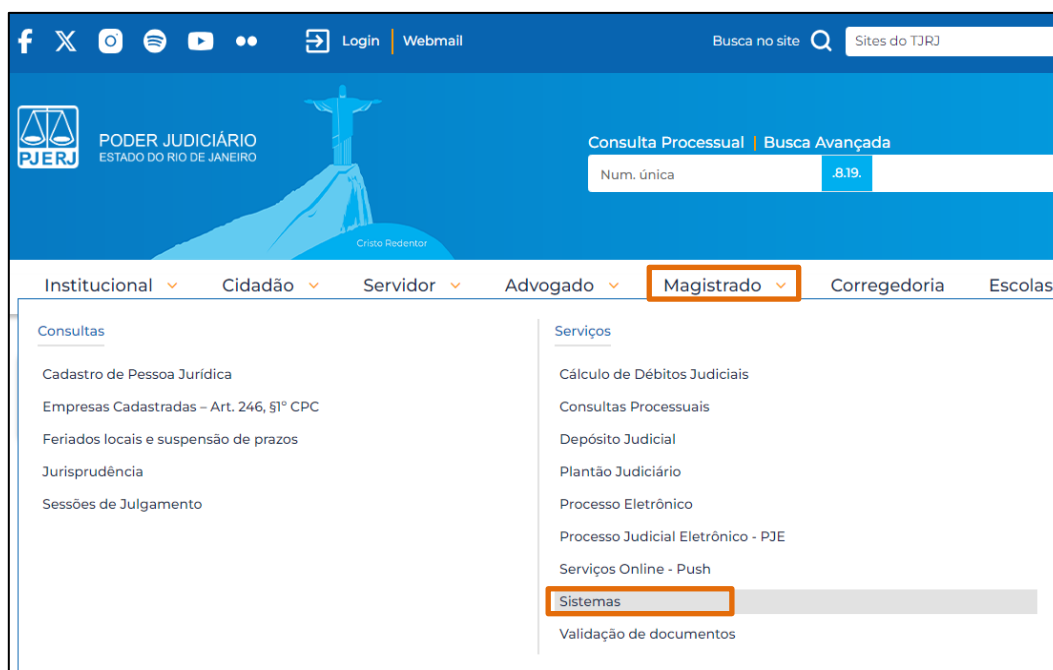 Login | Webmail
Busca no site
Sites do TJRJ
PJERJ
PODER JUDICIÁRIO
ESTADO DO RIO DE JANEIRO
Cristo Redentor
Consulta Processual | Busca Avançada
Num. única
.8.19.
Institucional
Cidadão
Servidor
Advogado
Magistrado
Corregedoria
Escolas
Consultas
Cadastro de Pessoa Jurídica
Empresas Cadastradas – Art. 246, §1º CPC
Feriados locais e suspensão de prazos
Jurisprudência
Sessões de Julgamento
Serviços
Cálculo de Débitos Judiciais
Consultas Processuais
Depósito Judicial
Plantão Judiciário
Processo Eletrônico
Processo Judicial Eletrônico - PJE
Serviços Online - Push
Sistemas
Validação de documentos